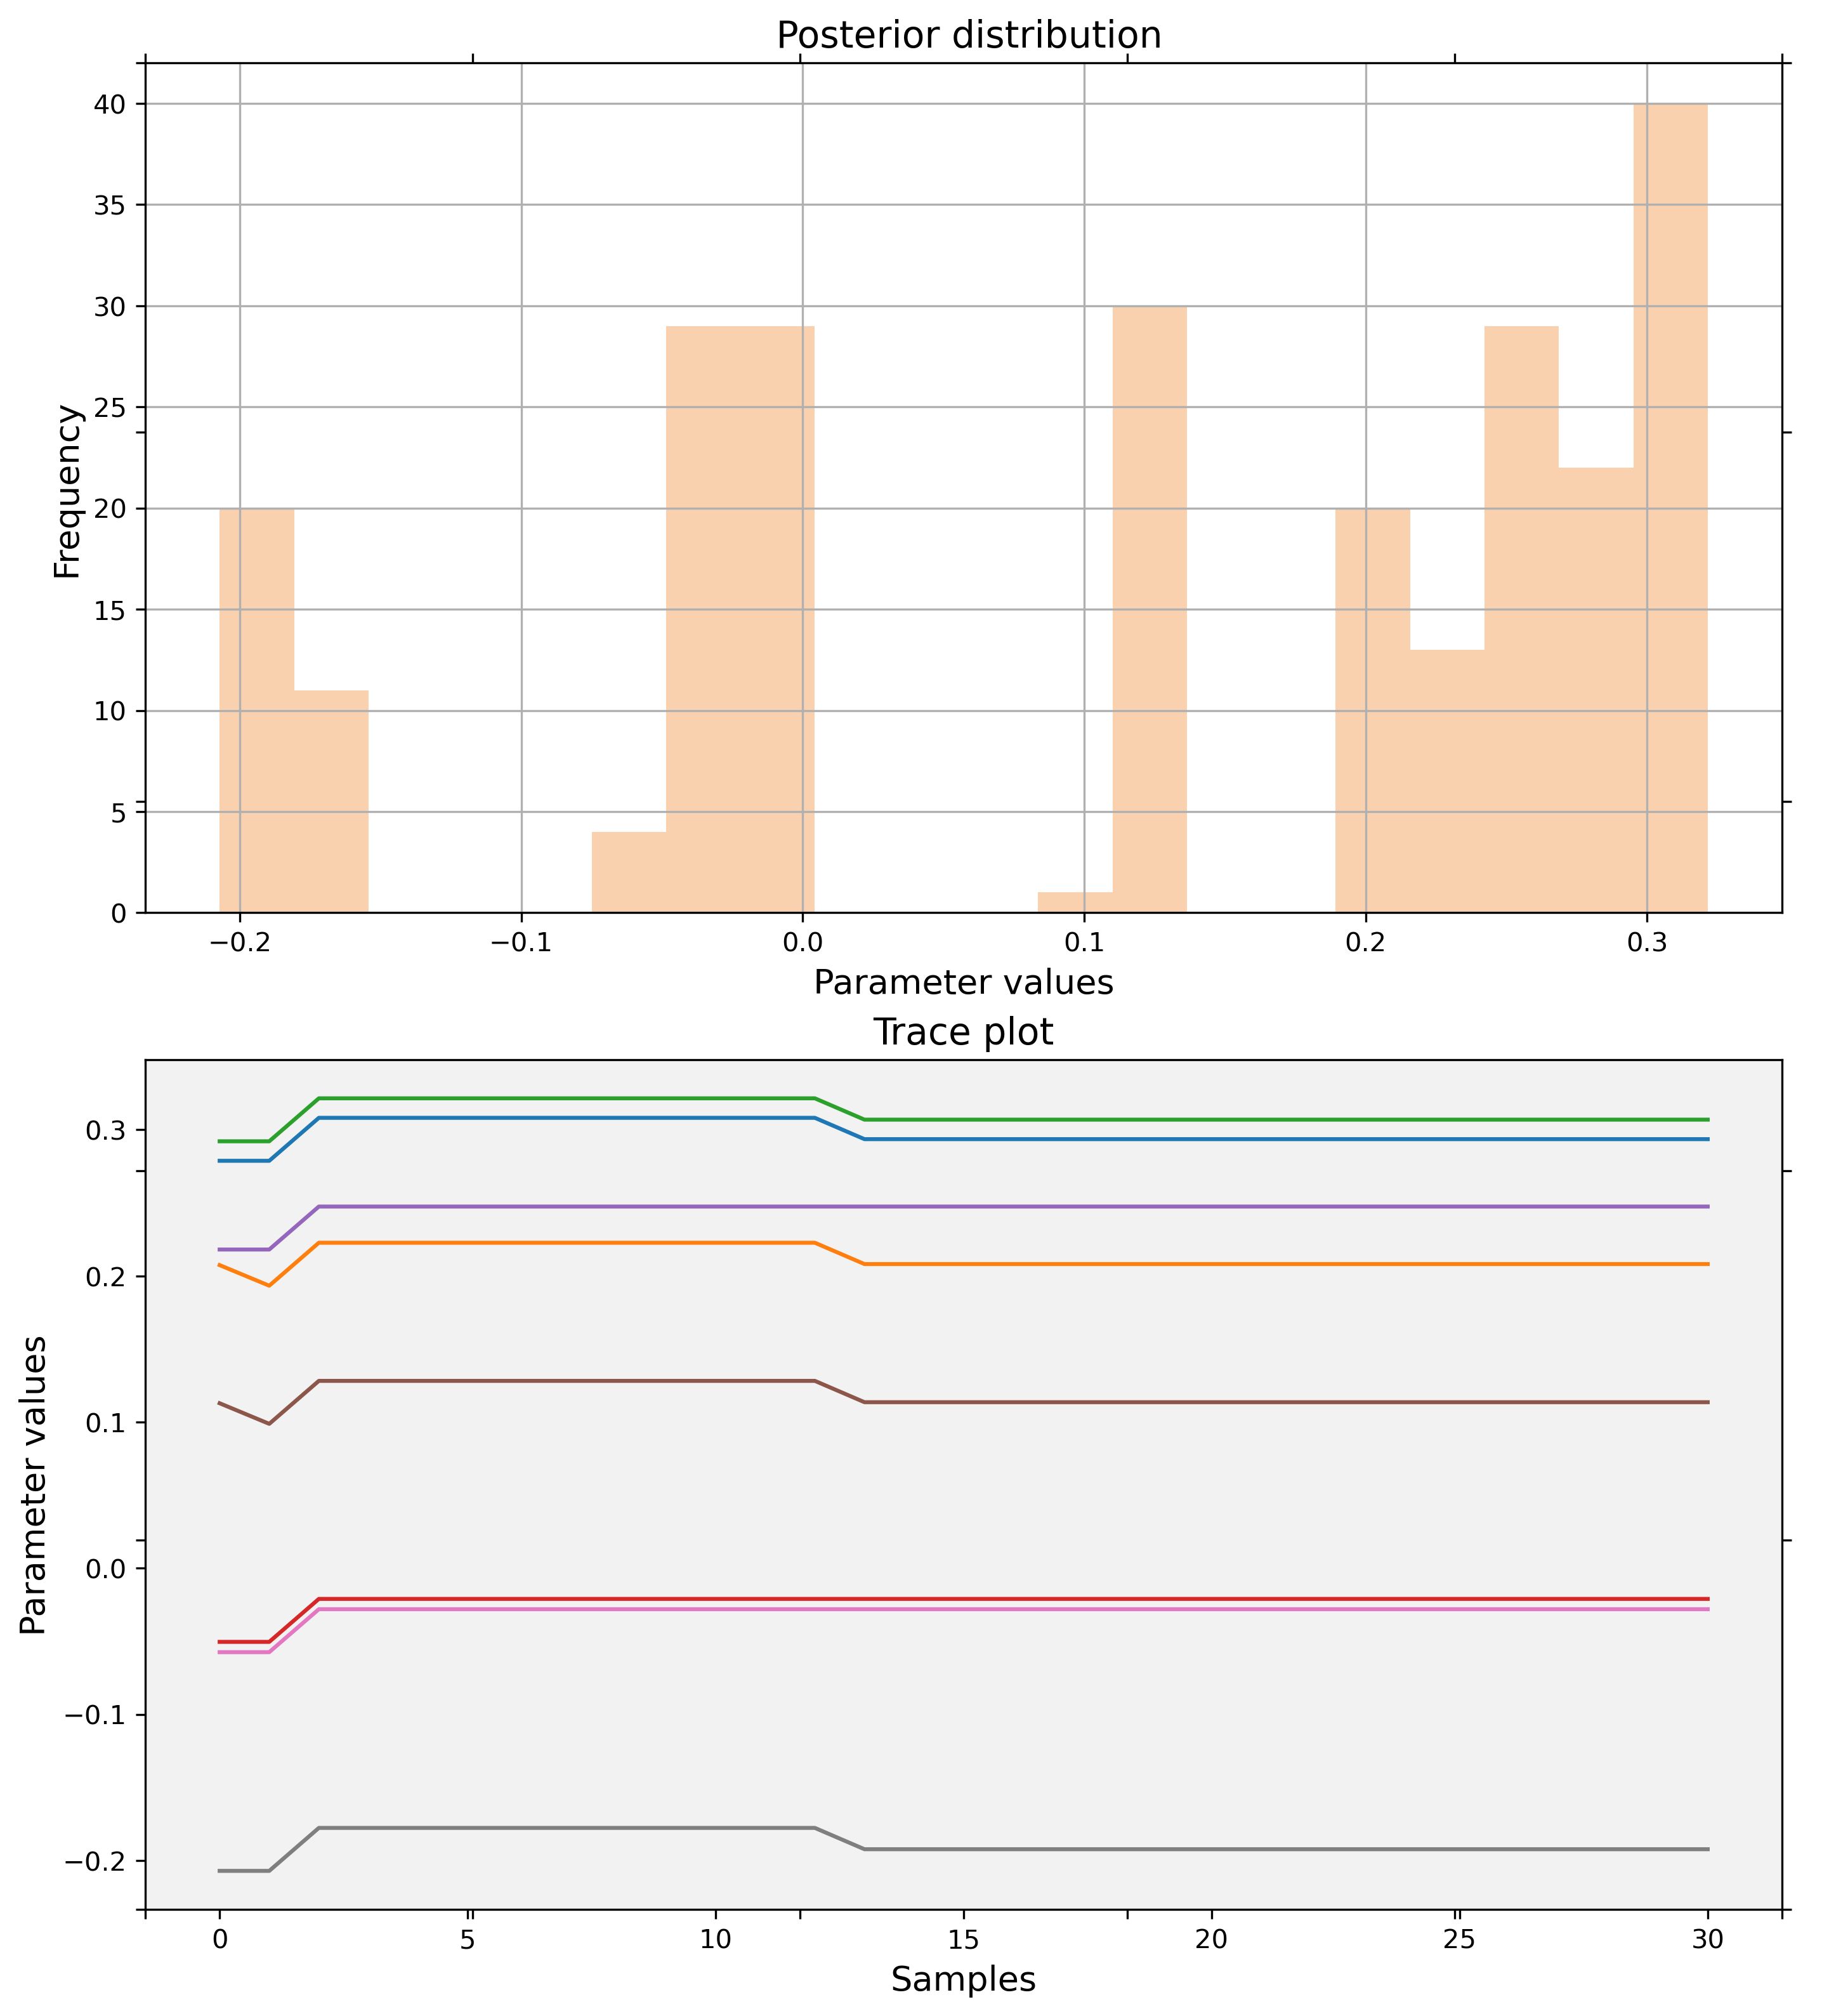 Posterior distribution
40
35
30
25
20
15
10
5
0
Frequency
−0.2 −0.1 0.0 0.1 0.2 0.3
Parameter values
Trace plot
0.3
0.2
0.1
0.0
−0.1
−0.2
Parameter values
0 5 10 15 20 25 30
Samples